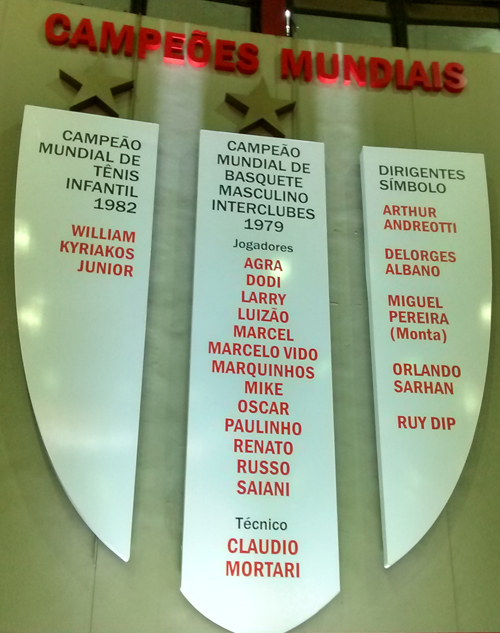 CAMPEÕES MUNDIAIS
CAMPEÃO
MUNDIAL DE
TÊNIS
INFANTIL
1982
WILLIAM
KYRIAKOS
JUNIOR
CAMPEÃO
MUNDIAL DE
BASQUETE
MASCULINO
INTERCLUBES
1979
Jogadores
AGRA
DODI
LARRY
LUIZÃO
MARCEL
MARCELO VIDO
MARQUINHOS
MIKE
OSCAR
PAULINHO
RENATO
RUSSO
SAIANI
Técnico
CLAUDIO
MORTARI
DIRIGENTES
SÍMBOLO
ARTHUR
ANDREOTTI
DELORGES
ALBANO
MIGUEL
PEREIRA
(Monta)
ORLANDO
SARHAN
RUY DIP